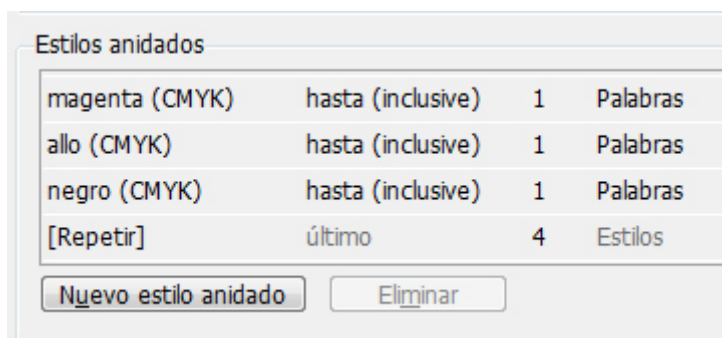 Estilos anidados
magenta (CMYK) hasta (inclusive) 1 Palabras
allo (CMYK) hasta (inclusive) 1 Palabras
negro (CMYK) hasta (inclusive) 1 Palabras
[Repetir] último 4 Estilos
Nuevo estilo anidado Eliminar